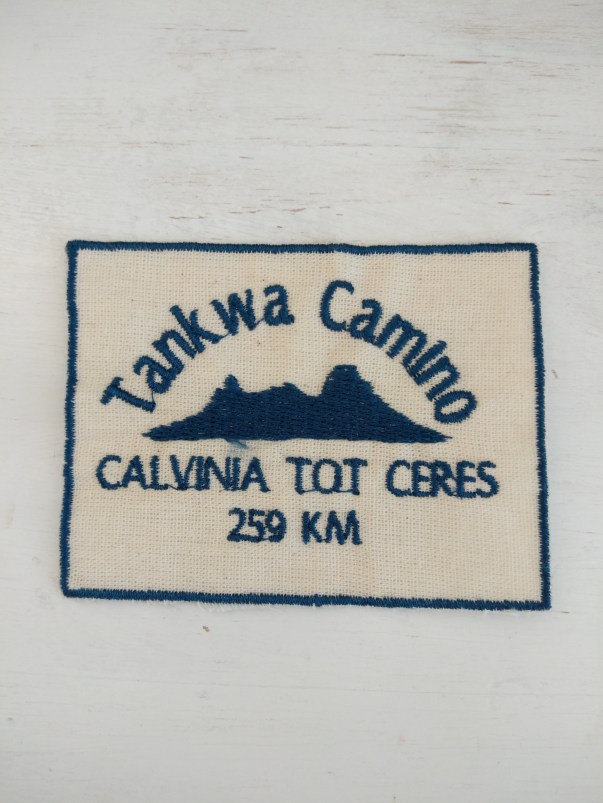 Tankwa Camino
CALVINIA TOT CERES
259 KM